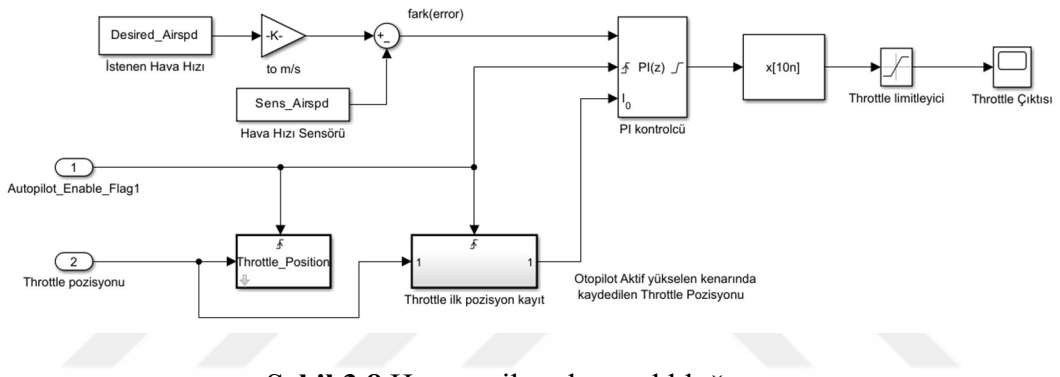 fark(error)
Desired_Airspd
-K-
İstenen Hava Hızı
to m/s
Sens_Airspd
Hava Hızı Sensörü
PI(z)
I0
PI kontrolcü
x[10n]
Throttle limitleyici
Throttle Çıktısı
1
Autopilot_Enable_Flag1
2
Throttle pozisyonu
Throttle_Position
1
1
Throttle ilk pozisyon kayıt
Otopilot Aktif yükselen kenarında
kaydedilen Throttle Pozisyonu